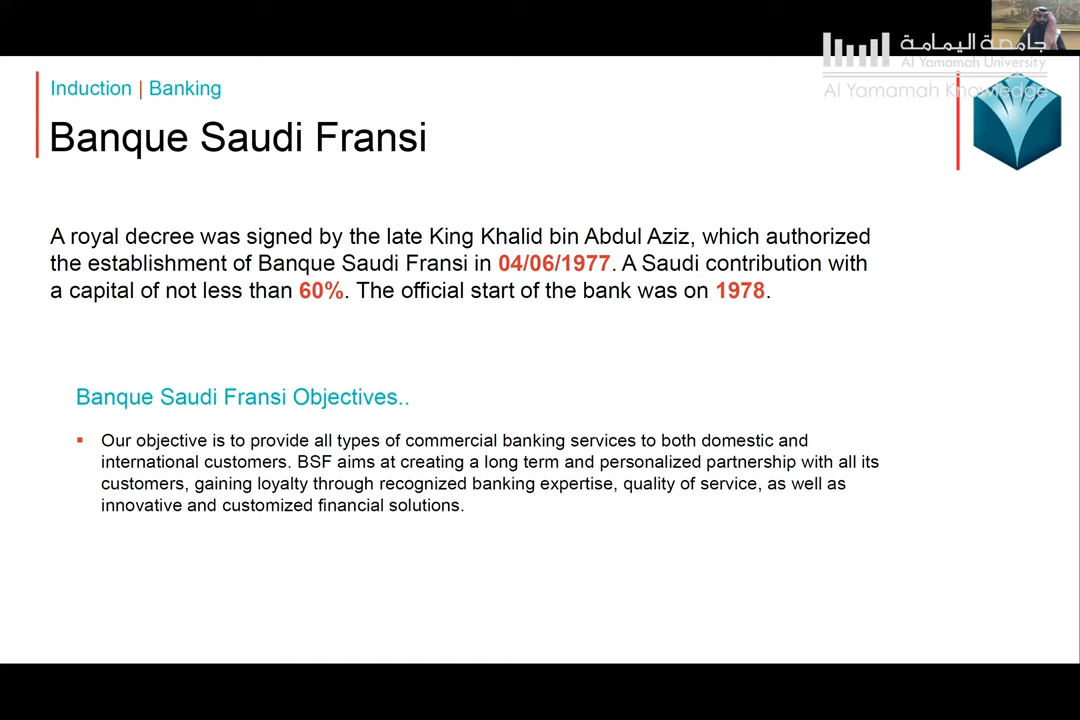 جامعة اليمامة
Al Yamamah University
Al Yamamah Knowledge
Induction | Banking
Banque Saudi Fransi
A royal decree was signed by the late King Khalid bin Abdul Aziz, which authorized
the establishment of Banque Saudi Fransi in 04/06/1977. A Saudi contribution with
a capital of not less than 60%. The official start of the bank was on 1978.
Banque Saudi Fransi Objectives..
▪ Our objective is to provide all types of commercial banking services to both domestic and
international customers. BSF aims at creating a long term and personalized partnership with all its
customers, gaining loyalty through recognized banking expertise, quality of service, as well as
innovative and customized financial solutions.